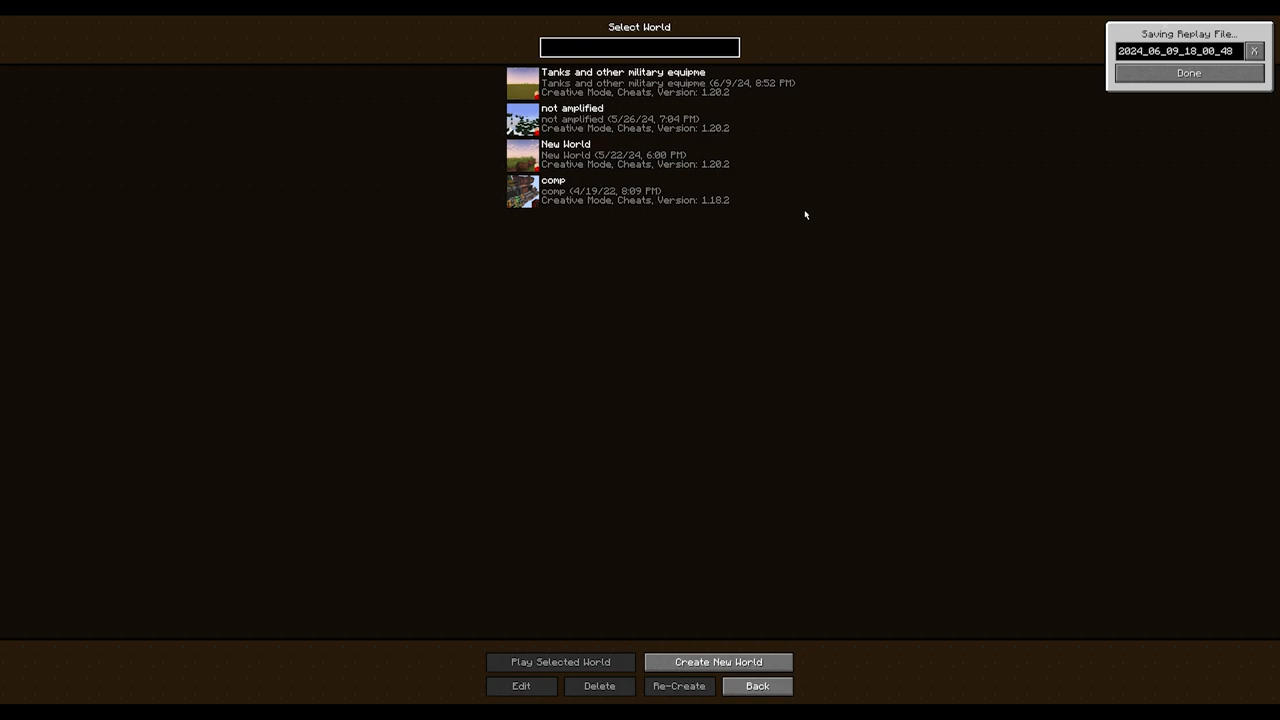 Select World
Saving Replay File...
2024_06_09_18_00_48
X
Done
Tanks and other military equipme
Tanks and other military equipme (6/9/24, 8:52 PM)
Creative Mode, Cheats, Version: 1.20.2
not amplified
not amplified (5/26/24, 7:04 PM)
Creative Mode, Cheats, Version: 1.20.2
New World
New World (5/22/24, 6:00 PM)
Creative Mode, Cheats, Version: 1.20.2
comp
comp (4/19/22, 8:09 PM)
Creative Mode, Cheats, Version: 1.18.2
Play Selected World
Create New World
Edit
Delete
Re-Create
Back